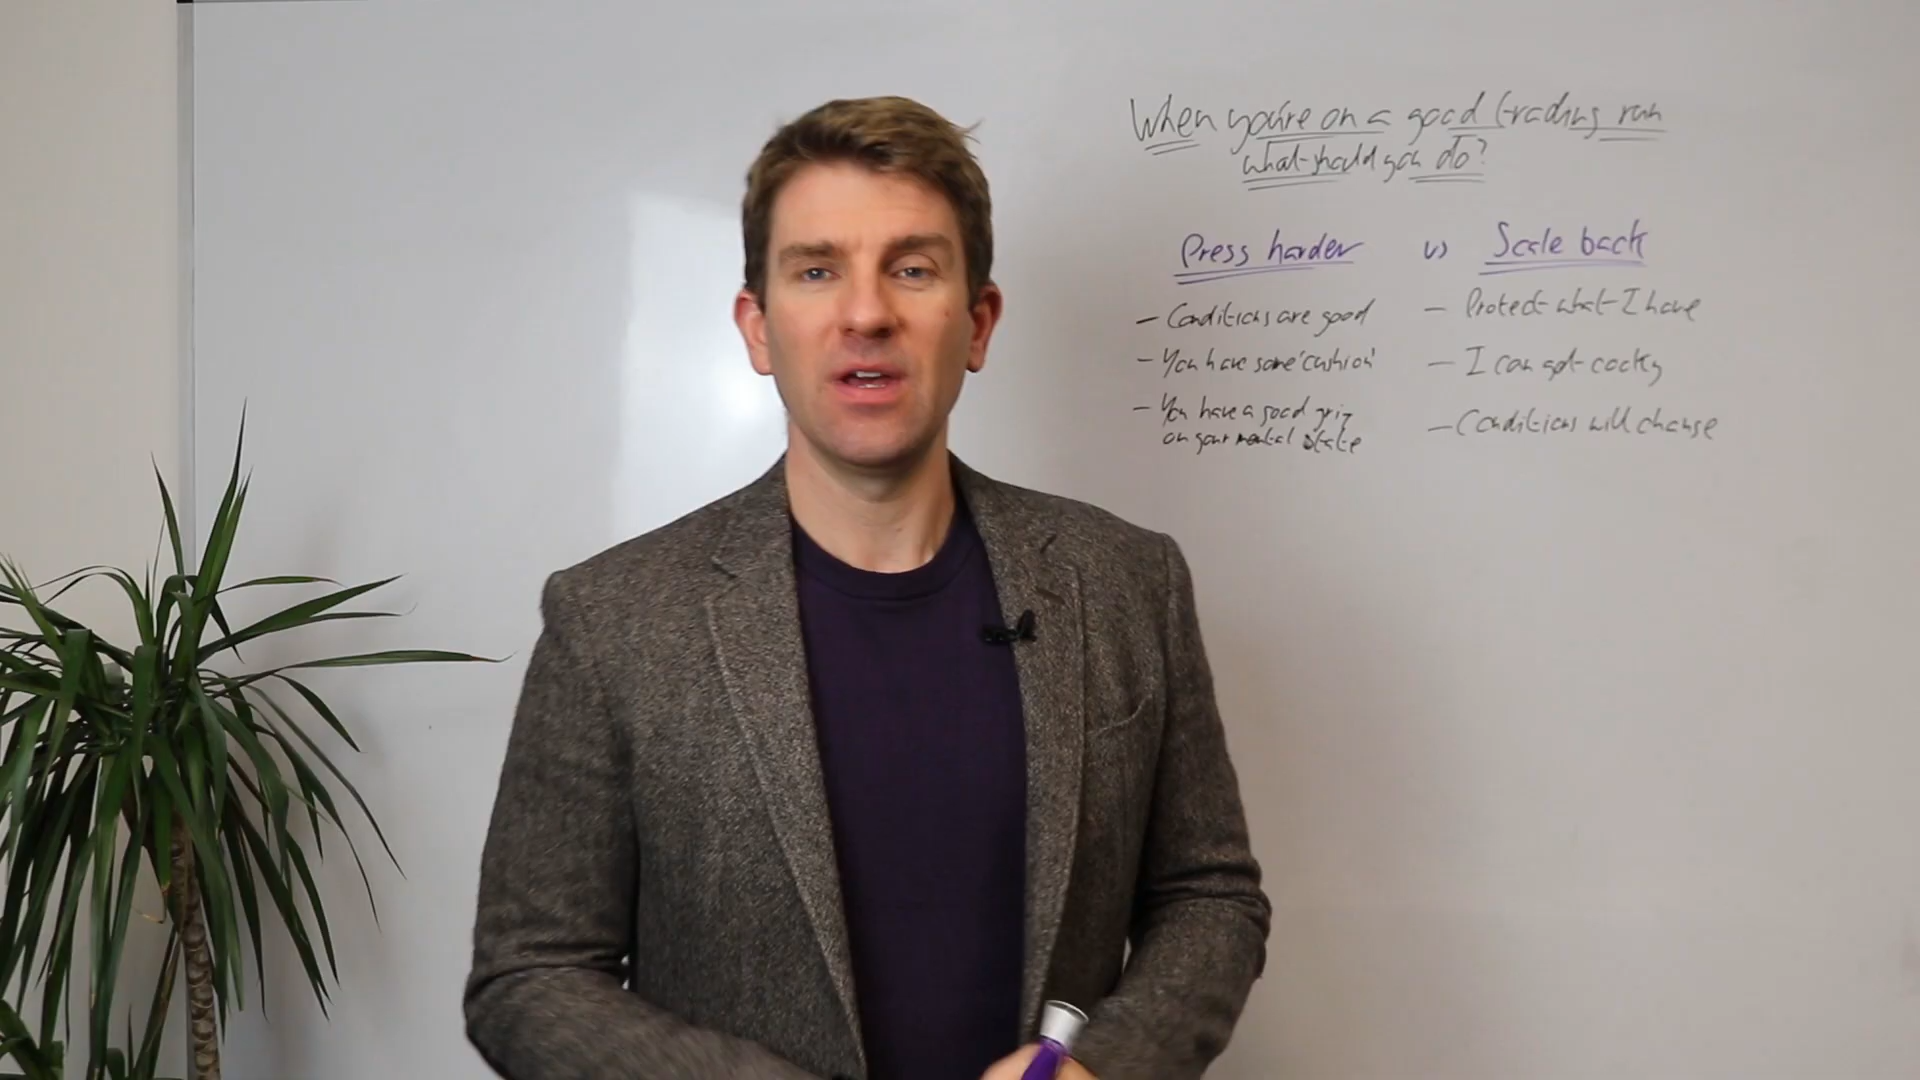 When you're on a good trading run
what should you do?
Press harder vs Scale back
– Conditions are good
– You have some 'cushion'
– You have a good grip
on your mental state
– Protect what I have
– I can get cocky
– Conditions will change